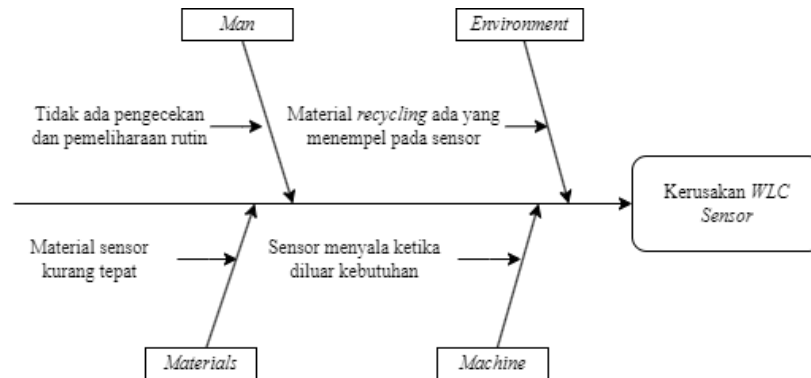 Man
Environment
Tidak ada pengecekan
dan pemeliharaan rutin
Material recycling ada yang
menempel pada sensor
Kerusakan WLC
Sensor
Material sensor
kurang tepat
Sensor menyala ketika
diluar kebutuhan
Materials
Machine